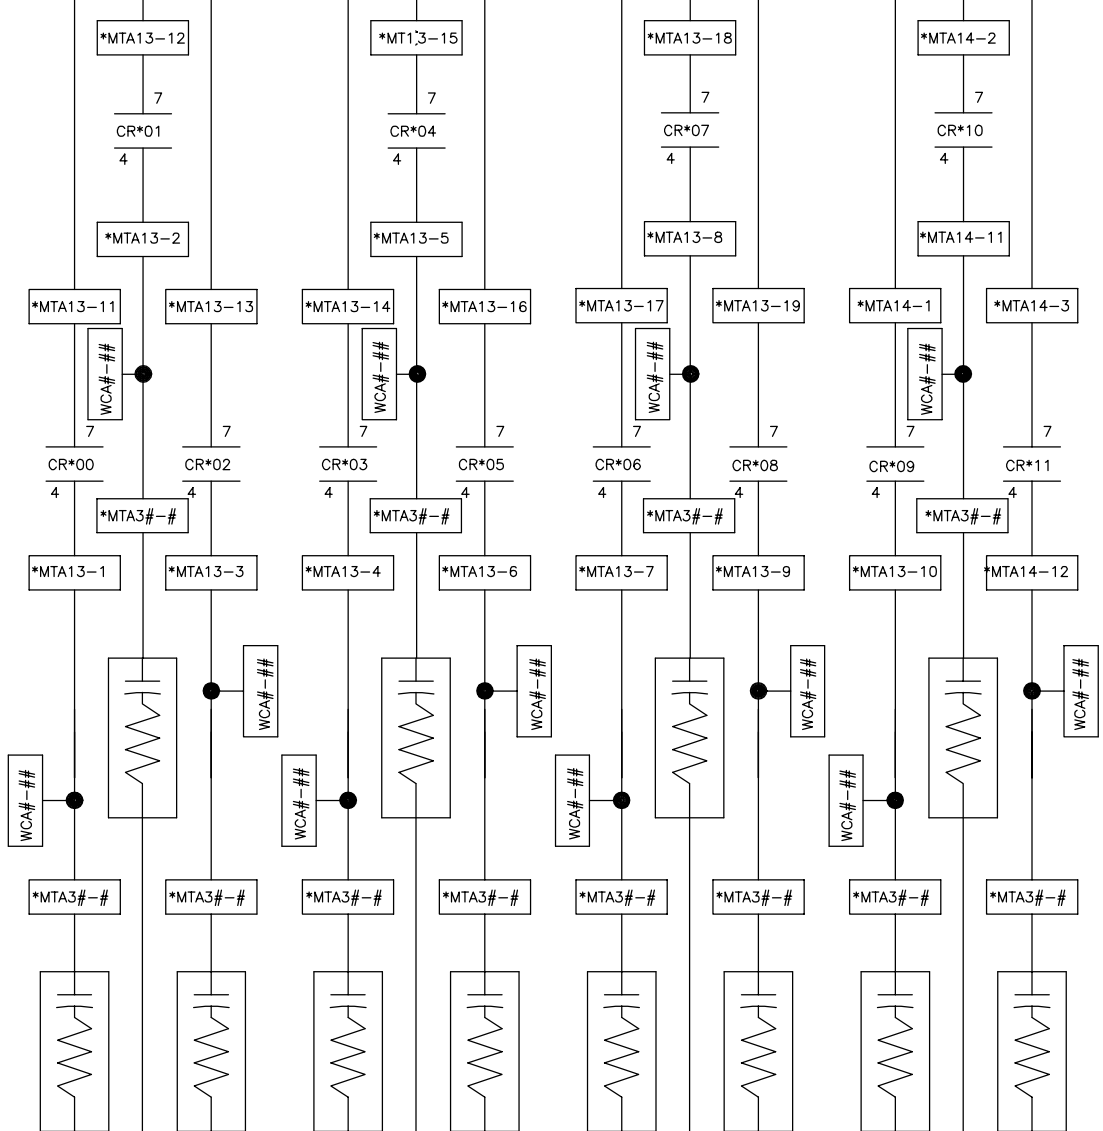 *MTA13-12
*MT13-15
*MTA13-18
*MTA14-2
7
7
7
7
CR*01
CR*04
CR*07
CR*10
4
4
4
4
*MTA13-2
*MTA13-5
*MTA13-8
*MTA14-11
*MTA13-11
*MTA13-13
*MTA13-14
*MTA13-16
*MTA13-17
*MTA13-19
*MTA14-1
*MTA14-3
WCA#-##
WCA#-##
WCA#-##
WCA#-##
7
7
7
7
7
7
7
7
CR*00
CR*02
CR*03
CR*05
CR*06
CR*08
CR*09
CR*11
4
4
4
4
4
4
4
4
*MTA3#-#
*MTA3#-#
*MTA3#-#
*MTA3#-#
*MTA13-1
*MTA13-3
*MTA13-4
*MTA13-6
*MTA13-7
*MTA13-9
*MTA13-10
*MTA14-12
WCA#-##
WCA#-##
WCA#-##
WCA#-##
WCA#-##
WCA#-##
WCA#-##
WCA#-##
*MTA3#-#
*MTA3#-#
*MTA3#-#
*MTA3#-#
*MTA3#-#
*MTA3#-#
*MTA3#-#
*MTA3#-#